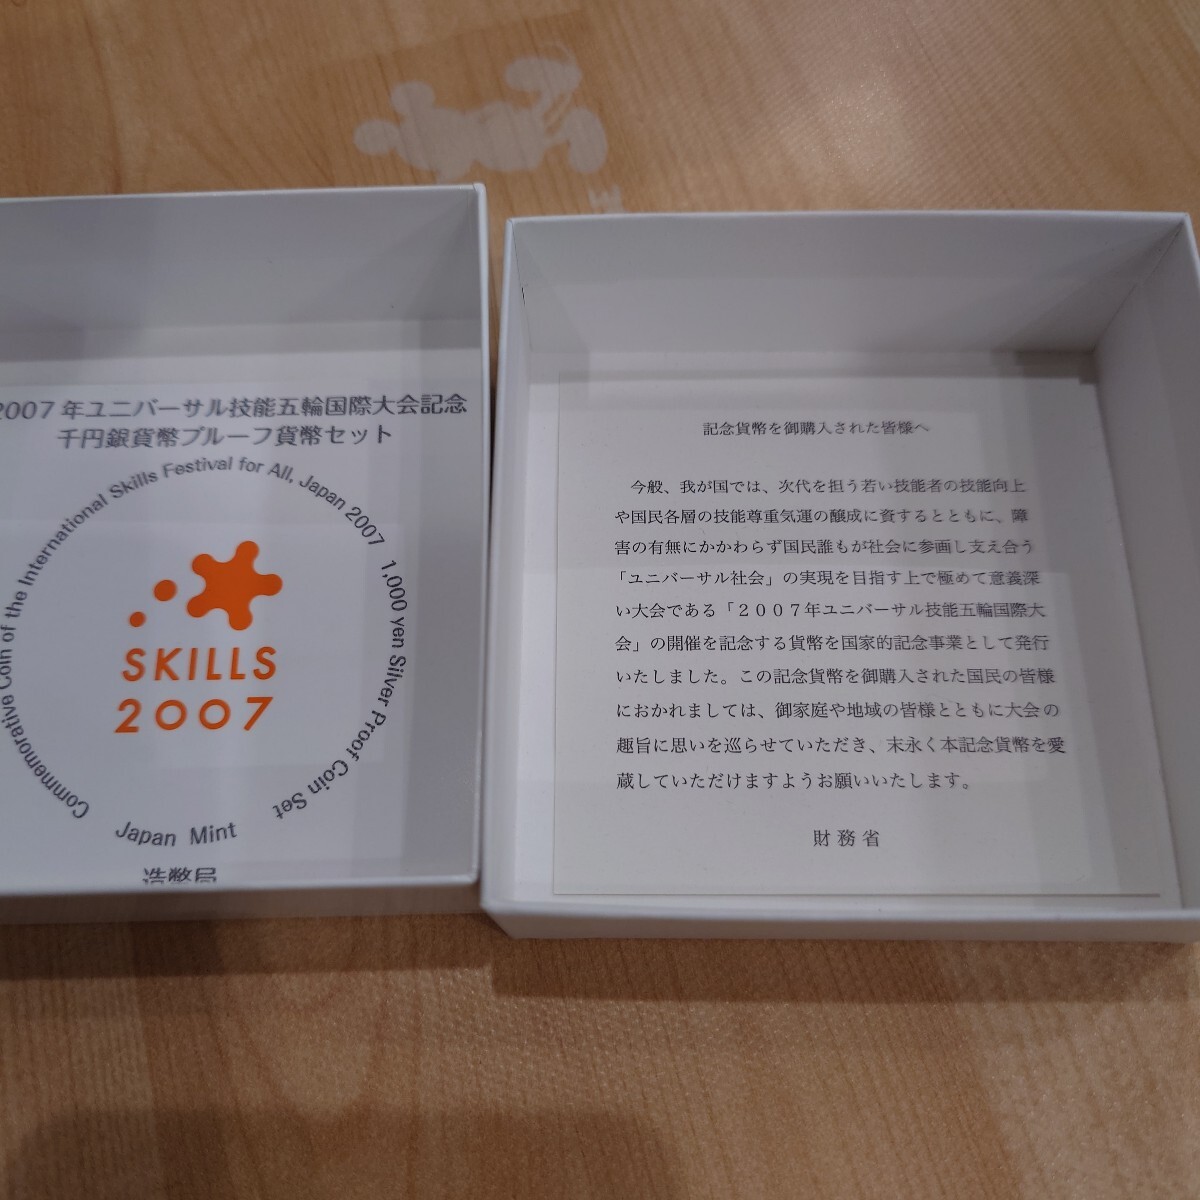 2007年ユニバーサル技能五輪国際大会記念
千円銀貨幣プルーフ貨幣セット
Commemorative Coin of the International Skills Festival for All, Japan 2007 1,000 yen Silver Proof Coin Set
SKILLS
2007
Japan Mint
造幣局
記念貨幣を御購入された皆様へ
今般、我が国では、次代を担う若い技能者の技能向上
や国民各層の技能尊重気運の醸成に資するとともに、障
害の有無にかかわらず国民誰もが社会に参画し支え合う
「ユニバーサル社会」の実現を目指す上で極めて意義深
い大会である「２００７年ユニバーサル技能五輪国際大
会」の開催を記念する貨幣を国家的記念事業として発行
いたしました。この記念貨幣を御購入された国民の皆様
におかれましては、御家庭や地域の皆様とともに大会の
趣旨に思いを巡らせていただき、末永く本記念貨幣を愛
蔵していただけますようお願いいたします。
財務省